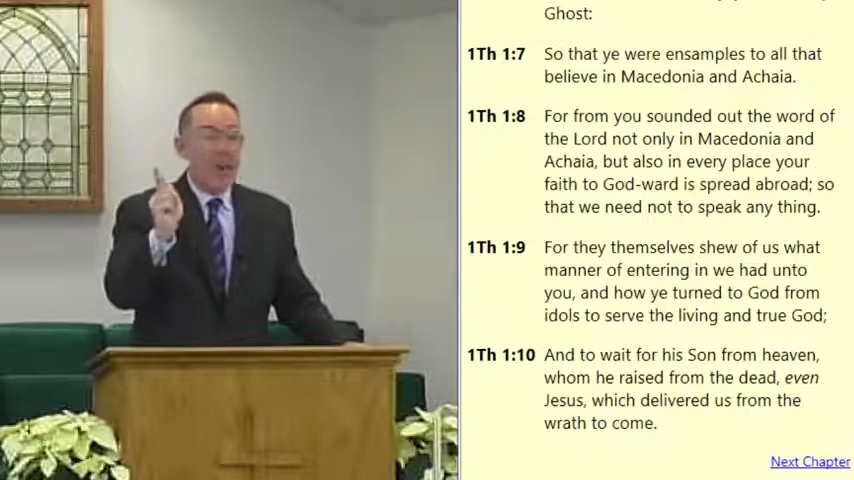 Ghost:
1Th 1:7 So that ye were ensamples to all that
believe in Macedonia and Achaia.
1Th 1:8 For from you sounded out the word of
the Lord not only in Macedonia and
Achaia, but also in every place your
faith to God-ward is spread abroad; so
that we need not to speak any thing.
1Th 1:9 For they themselves shew of us what
manner of entering in we had unto
you, and how ye turned to God from
idols to serve the living and true God;
1Th 1:10 And to wait for his Son from heaven,
whom he raised from the dead, even
Jesus, which delivered us from the
wrath to come.
Next Chapter